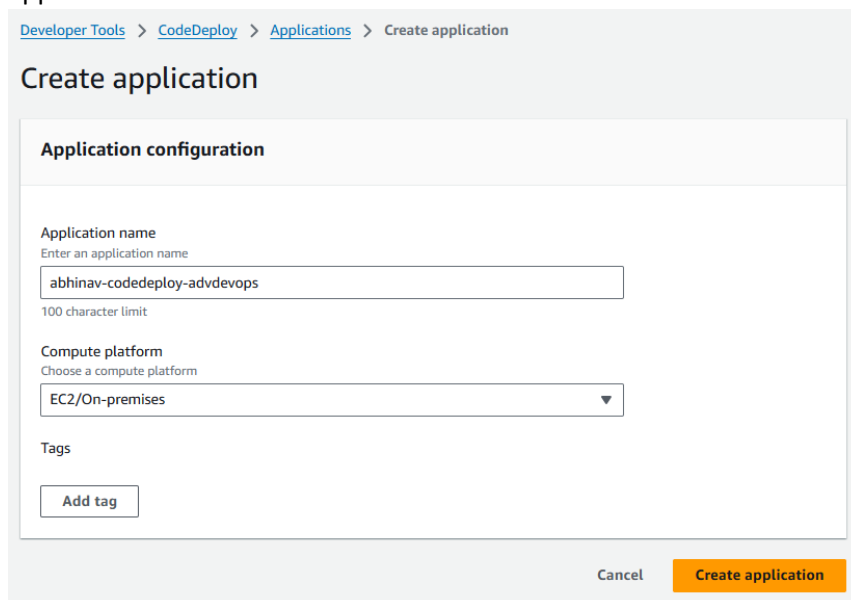 Developer Tools > CodeDeploy > Applications > Create application
Create application
Application configuration
Application name
Enter an application name
abhinav-codedeploy-advdevops
100 character limit
Compute platform
Choose a compute platform
EC2/On-premises
Tags
Add tag
Cancel Create application